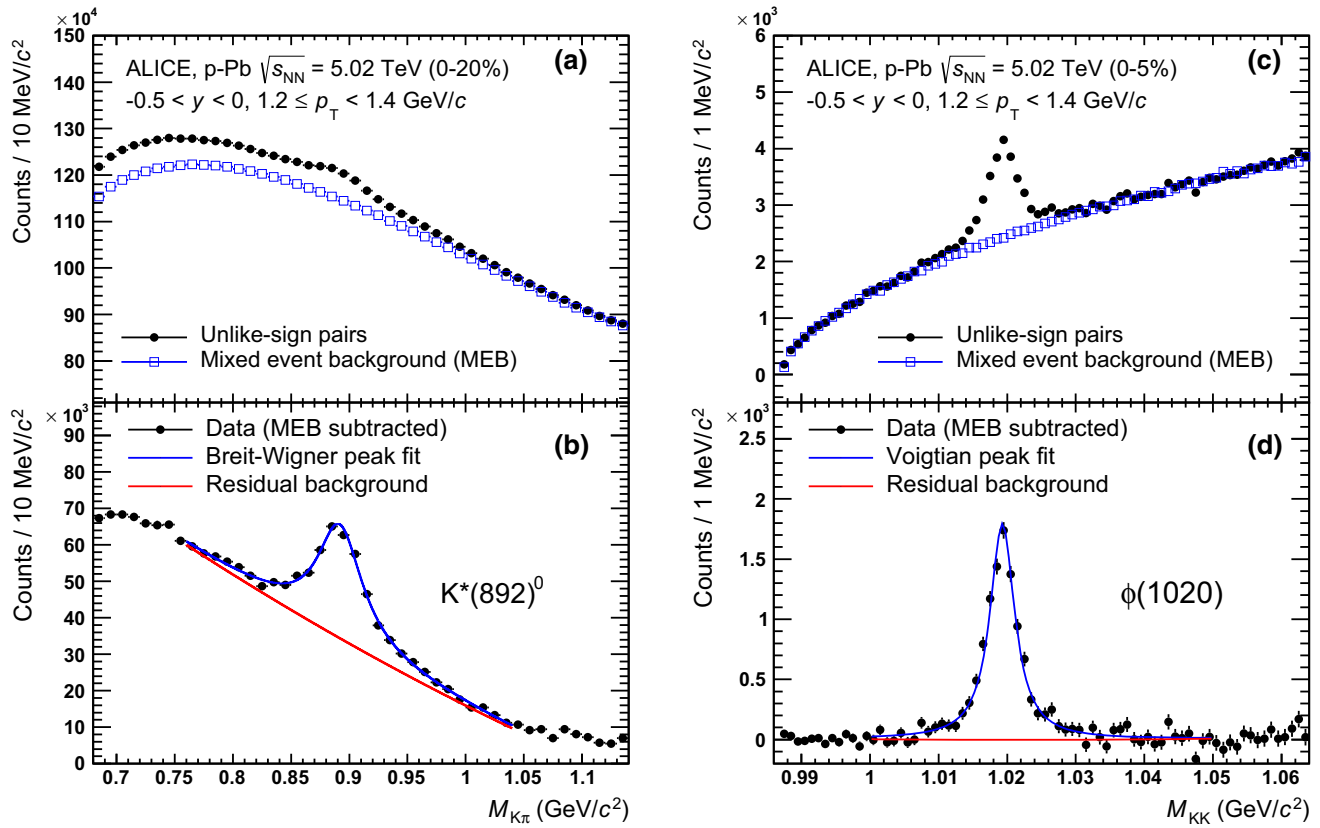 × 10⁴
150
140
130
120
110
100
90
80
Counts / 10 MeV/c²
ALICE, p-Pb √sNN = 5.02 TeV (0-20%)
-0.5 < y < 0, 1.2 ≤ pT < 1.4 GeV/c
(a)
Unlike-sign pairs
Mixed event background (MEB)
× 10³
90
80
70
60
50
40
30
20
10
0
Counts / 10 MeV/c²
Data (MEB subtracted)
Breit-Wigner peak fit
Residual background
(b)
K*(892)⁰
0.7 0.75 0.8 0.85 0.9 0.95 1 1.05 1.1
MKπ (GeV/c²)
× 10³
6
5
4
3
2
1
0
Counts / 1 MeV/c²
ALICE, p-Pb √sNN = 5.02 TeV (0-5%)
-0.5 < y < 0, 1.2 ≤ pT < 1.4 GeV/c
(c)
Unlike-sign pairs
Mixed event background (MEB)
× 10³
2.5
2
1.5
1
0.5
0
Counts / 1 MeV/c²
Data (MEB subtracted)
Voigtian peak fit
Residual background
(d)
ϕ(1020)
0.99 1 1.01 1.02 1.03 1.04 1.05 1.06
MKK (GeV/c²)